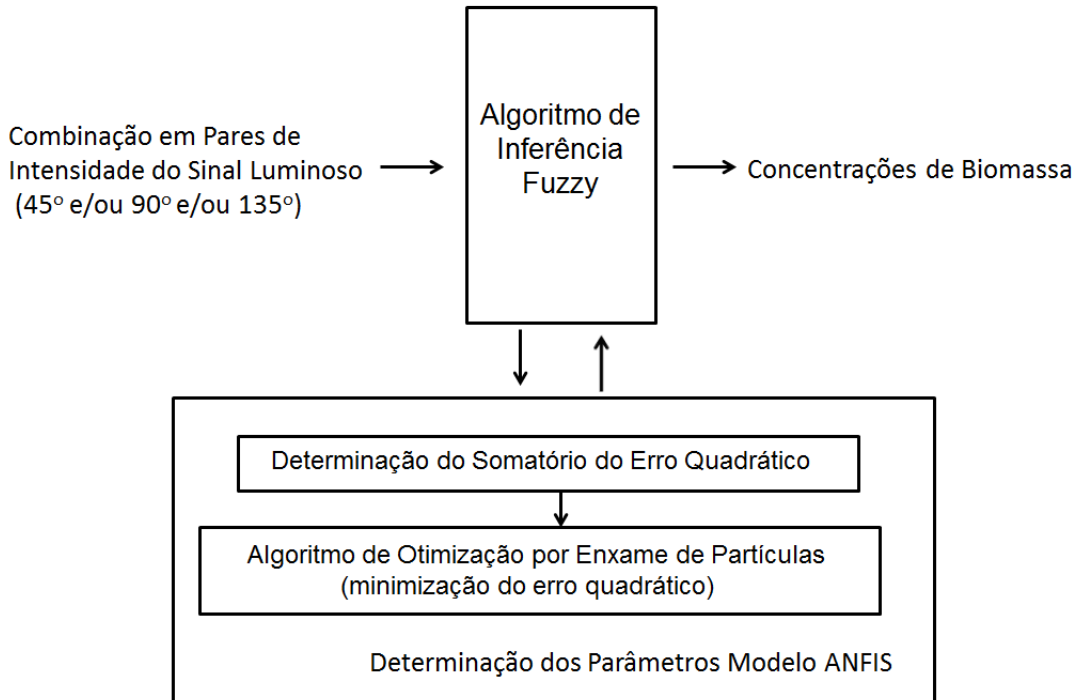 Combinação em Pares de
Intensidade do Sinal Luminoso
(45º e/ou 90º e/ou 135º)
Algoritmo de
Inferência
Fuzzy
Concentrações de Biomassa
Determinação do Somatório do Erro Quadrático
Algoritmo de Otimização por Enxame de Partículas
(minimização do erro quadrático)
Determinação dos Parâmetros Modelo ANFIS